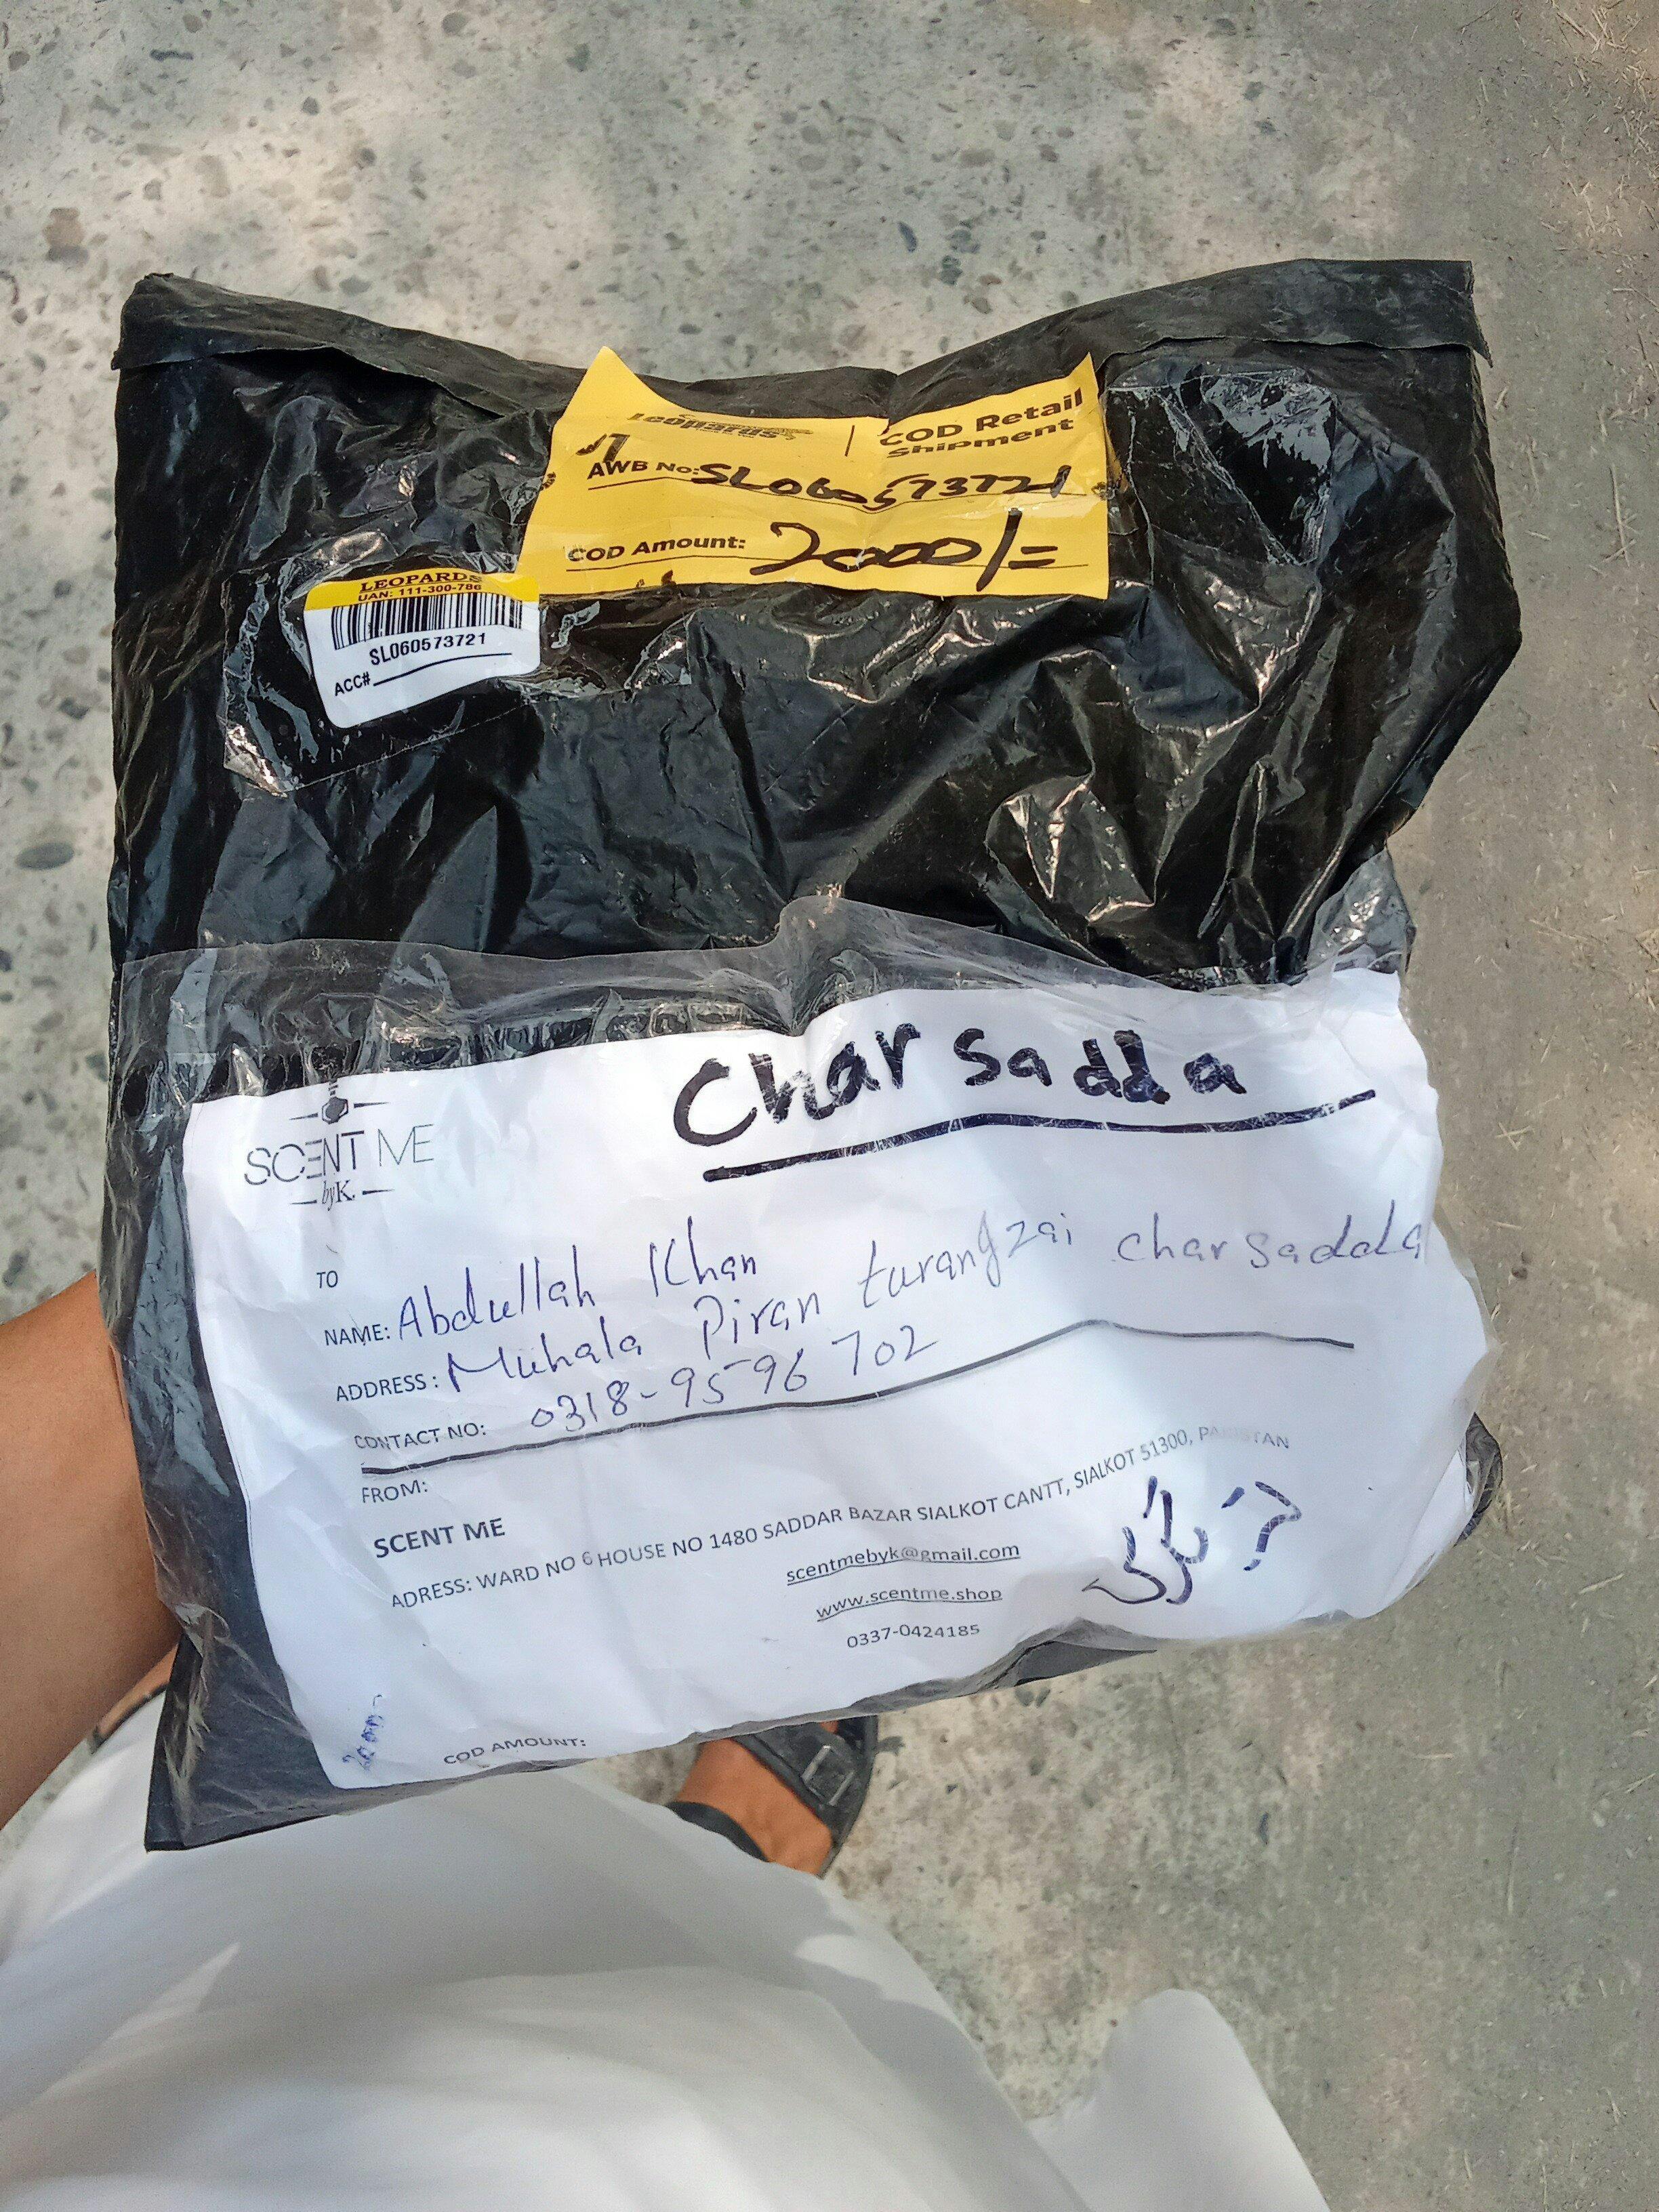 Leopards
COD Retail
Shipment
AWB No: SL060573721
COD Amount: 2000/=
LEOPARDS
UAN: 111-300-786
SL060573721
ACC#
Charsadda
SCENT ME
by K.
TO
NAME: Abdullah Khan
ADDRESS: Muhala Piran turangzai charsadda
CONTACT NO: 0318-9596702
FROM:
SCENT ME
ADRESS: WARD NO 6 HOUSE NO 1480 SADDAR BAZAR SIALKOT CANTT, SIALKOT 51300, PAKISTAN
scentmebyk@gmail.com
www.scentme.shop
0337-0424185
2000-
COD AMOUNT: